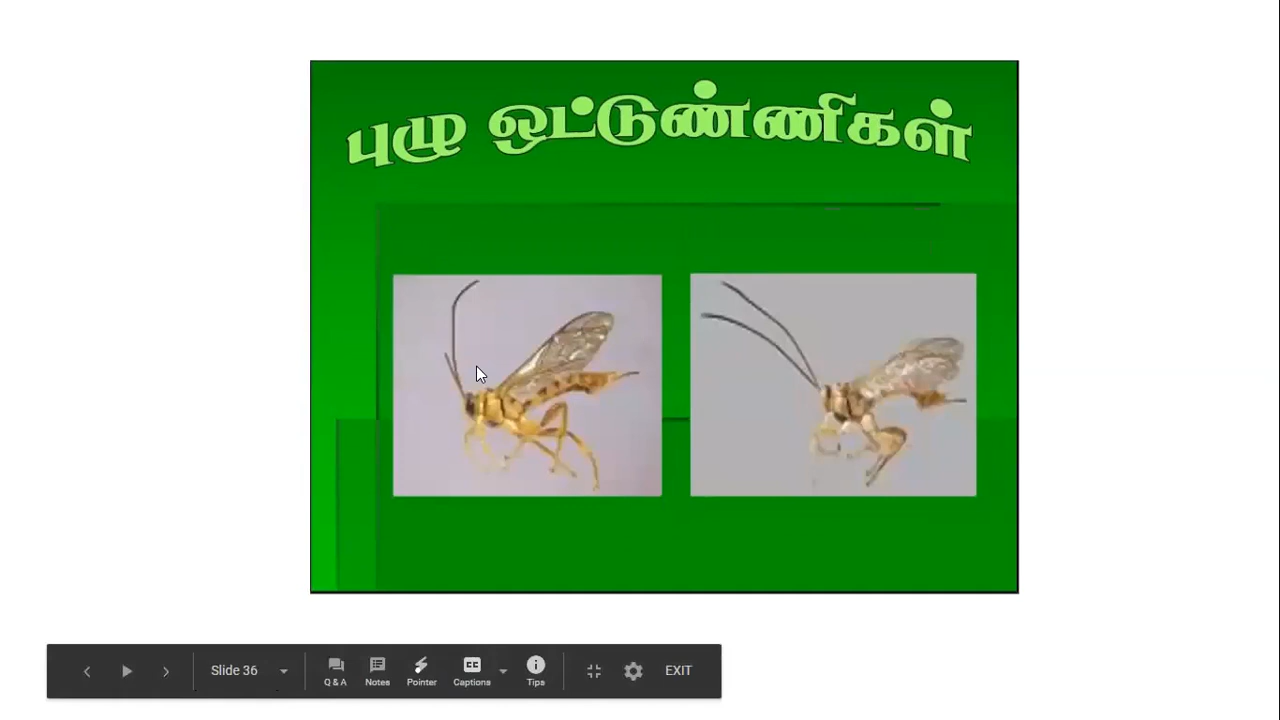 புழு ஒட்டுண்ணிகள்
Slide 36
Q & A
Notes
Pointer
Captions
Tips
EXIT